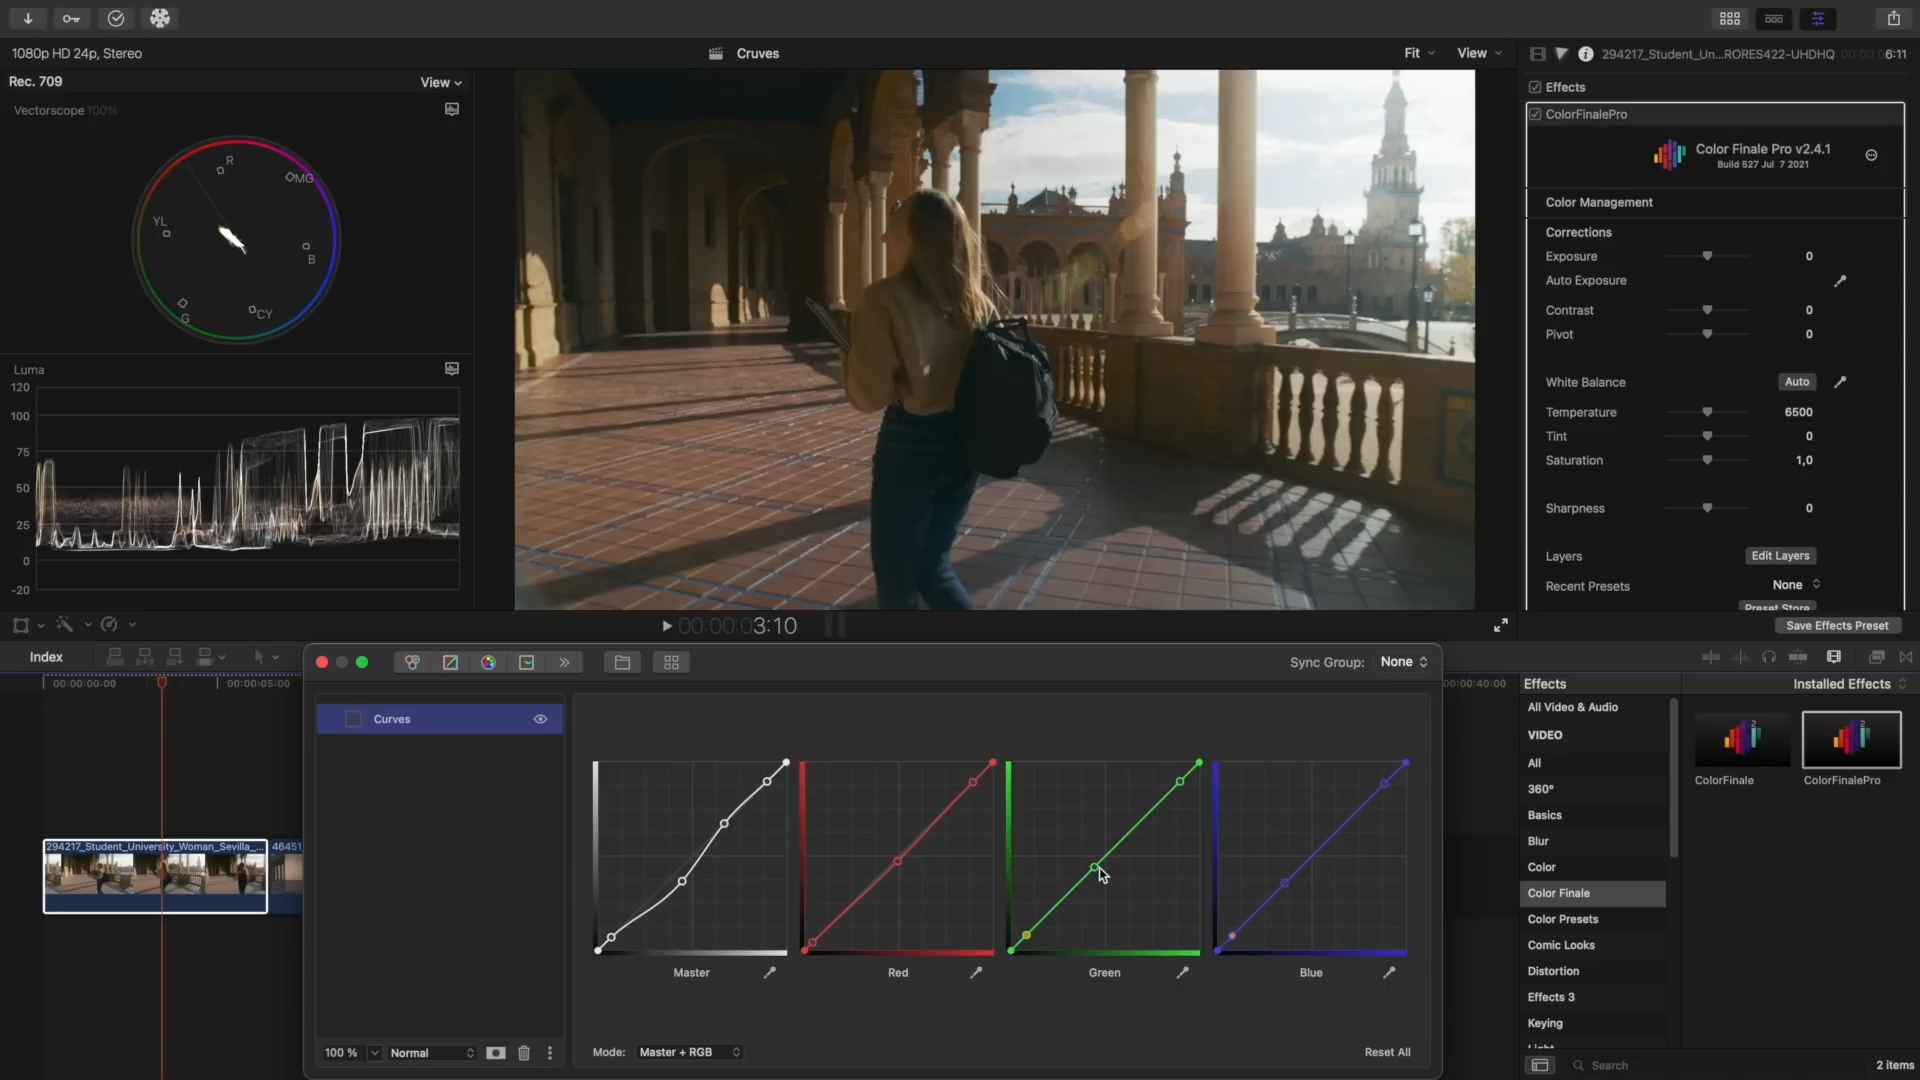 1080p HD 24p, Stereo
Cruves
Fit
View
294217_Student_Un...RORES422-UHDHQ
6:11
Rec. 709
View
Vectorscope 100%
R
MG
YL
B
G
CY
Luma
120
100
75
50
25
0
-20
Effects
ColorFinalePro
Color Finale Pro v2.4.1
Build 527 Jul 7 2021
Color Management
Corrections
Exposure 0
Auto Exposure
Contrast 0
Pivot 0
White Balance Auto
Temperature 6500
Tint 0
Saturation 1,0
Sharpness 0
Layers Edit Layers
Recent Presets None
Preset Store
Save Effects Preset
00:00:03:10
Index
00:00:00:00
00:00:05:00
00:00:40:00
294217_Student_University_Woman_Sevilla_...
46451
Sync Group: None
Curves
Master
Red
Green
Blue
100 %
Normal
Mode: Master + RGB
Reset All
Effects
Installed Effects
All Video & Audio
VIDEO
All
360°
Basics
Blur
Color
Color Finale
Color Presets
Comic Looks
Distortion
Effects 3
Keying
Light
2
ColorFinale
2
ColorFinalePro
Search
2 items